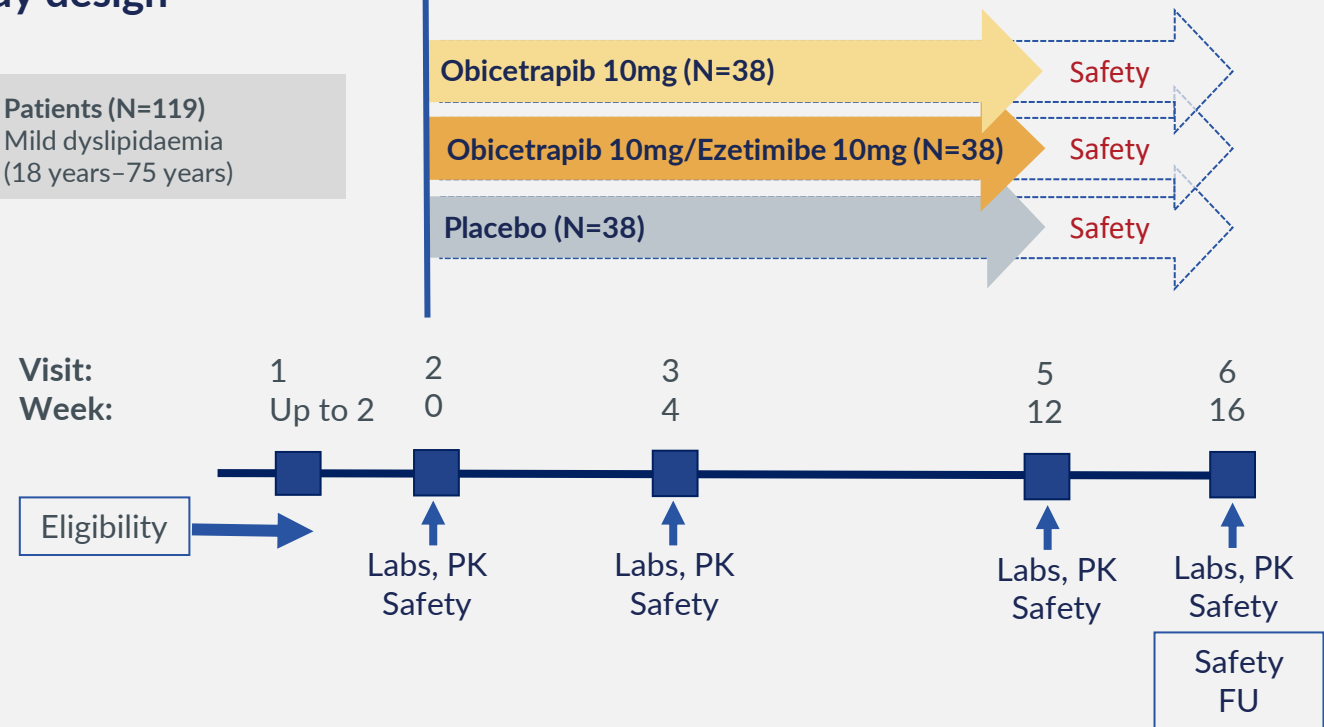 design
Patients (N=119)
Mild dyslipidaemia
(18 years–75 years)
Obicetrapib 10mg (N=38)
Safety
Obicetrapib 10mg/Ezetimibe 10mg (N=38)
Safety
Placebo (N=38)
Safety
Visit: 1 2 3 5 6
Week: Up to 2 0 4 12 16
Eligibility
Labs, PK
Safety
Labs, PK
Safety
Labs, PK
Safety
Labs, PK
Safety
Safety
FU